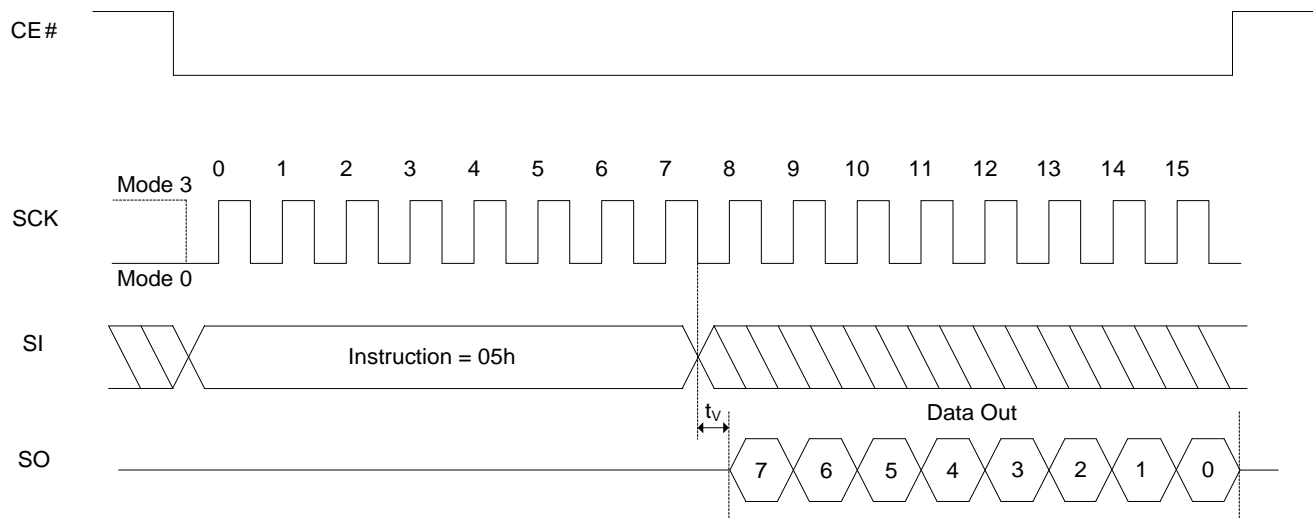 CE#
0 1 2 3 4 5 6 7 8 9 10 11 12 13 14 15
Mode 3
SCK
Mode 0
SI
Instruction = 05h
tV
Data Out
SO
7 6 5 4 3 2 1 0